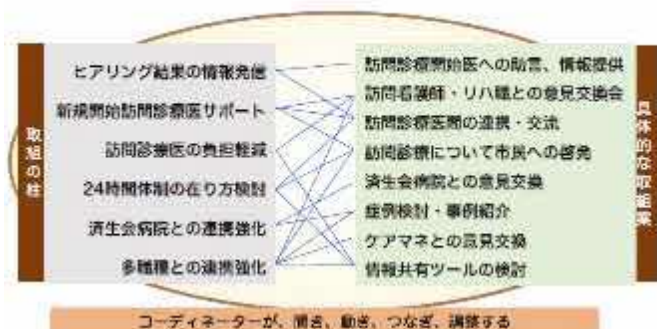 取組の柱
ヒアリング結果の情報発信
新規開始訪問診療医サポート
訪問診療医の負担軽減
24時間体制の在り方検討
済生会病院との連携強化
多職種との連携強化
訪問診療開始医への助言、情報提供
訪問看護師・リハ職との意見交換会
訪問診療医間の連携・交流
訪問診療について市民への啓発
済生会病院との意見交換
症例検討・事例紹介
ケアマネとの意見交換
情報共有ツールの検討
具体的な取組案
コーディネーターが、聞き、動き、つなぎ、調整する